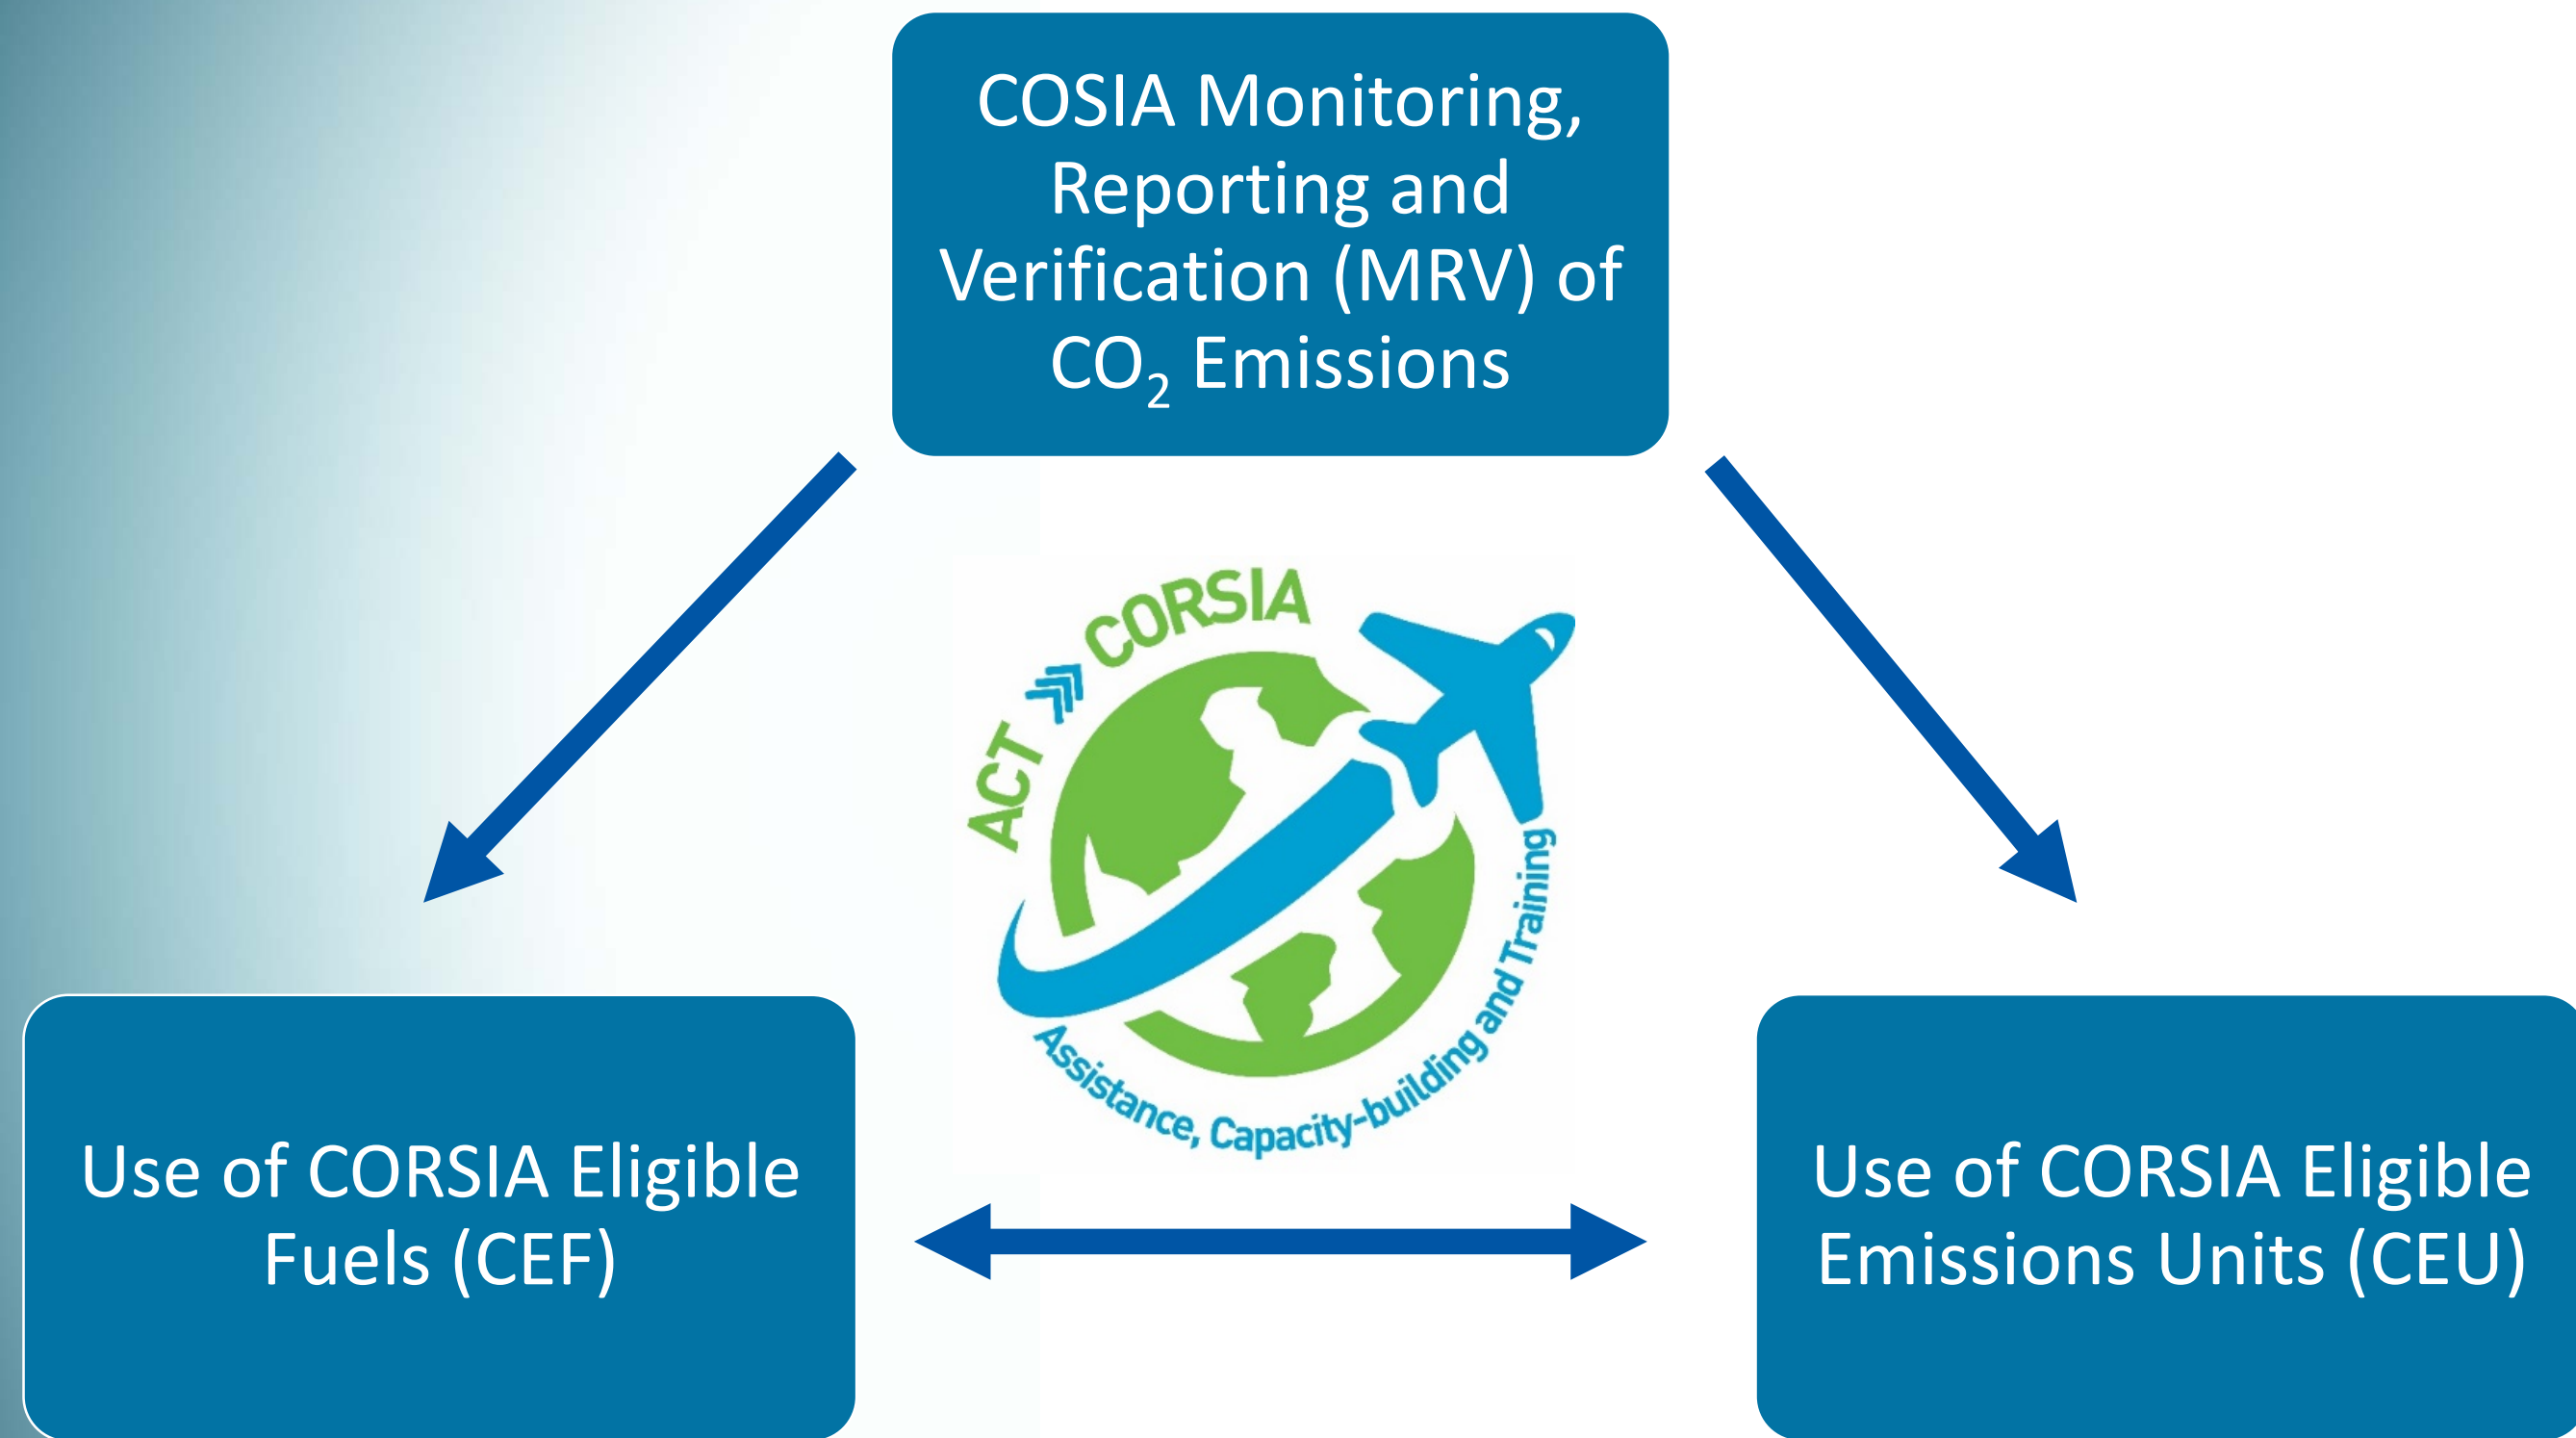 COSIA Monitoring,
Reporting and
Verification (MRV) of
CO₂ Emissions
ACT CORSIA
Assistance, Capacity-building and Training
Use of CORSIA Eligible
Fuels (CEF)
Use of CORSIA Eligible
Emissions Units (CEU)